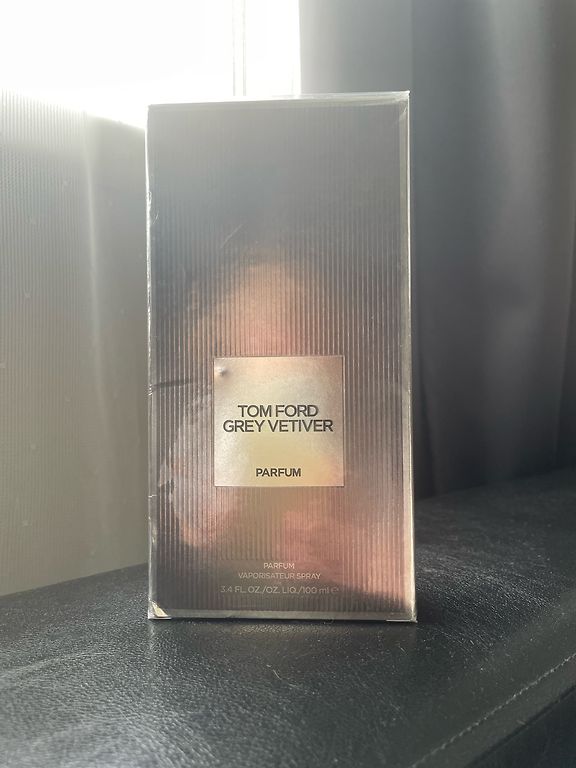 TOM FORD
GREY VETIVER
PARFUM
PARFUM
VAPORISATEUR SPRAY
3.4 FL.OZ./OZ. LIQ./100 ml ℮